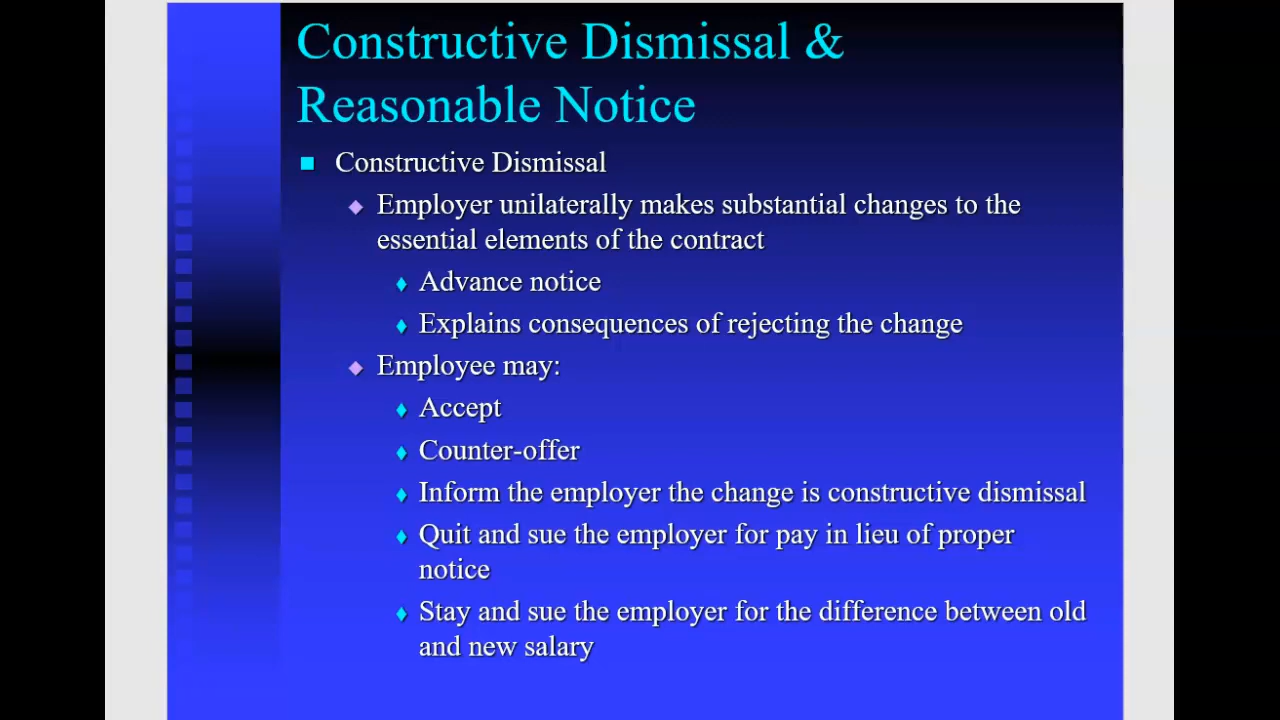 Constructive Dismissal &
Reasonable Notice
Constructive Dismissal
Employer unilaterally makes substantial changes to the
essential elements of the contract
Advance notice
Explains consequences of rejecting the change
Employee may:
Accept
Counter-offer
Inform the employer the change is constructive dismissal
Quit and sue the employer for pay in lieu of proper
notice
Stay and sue the employer for the difference between old
and new salary